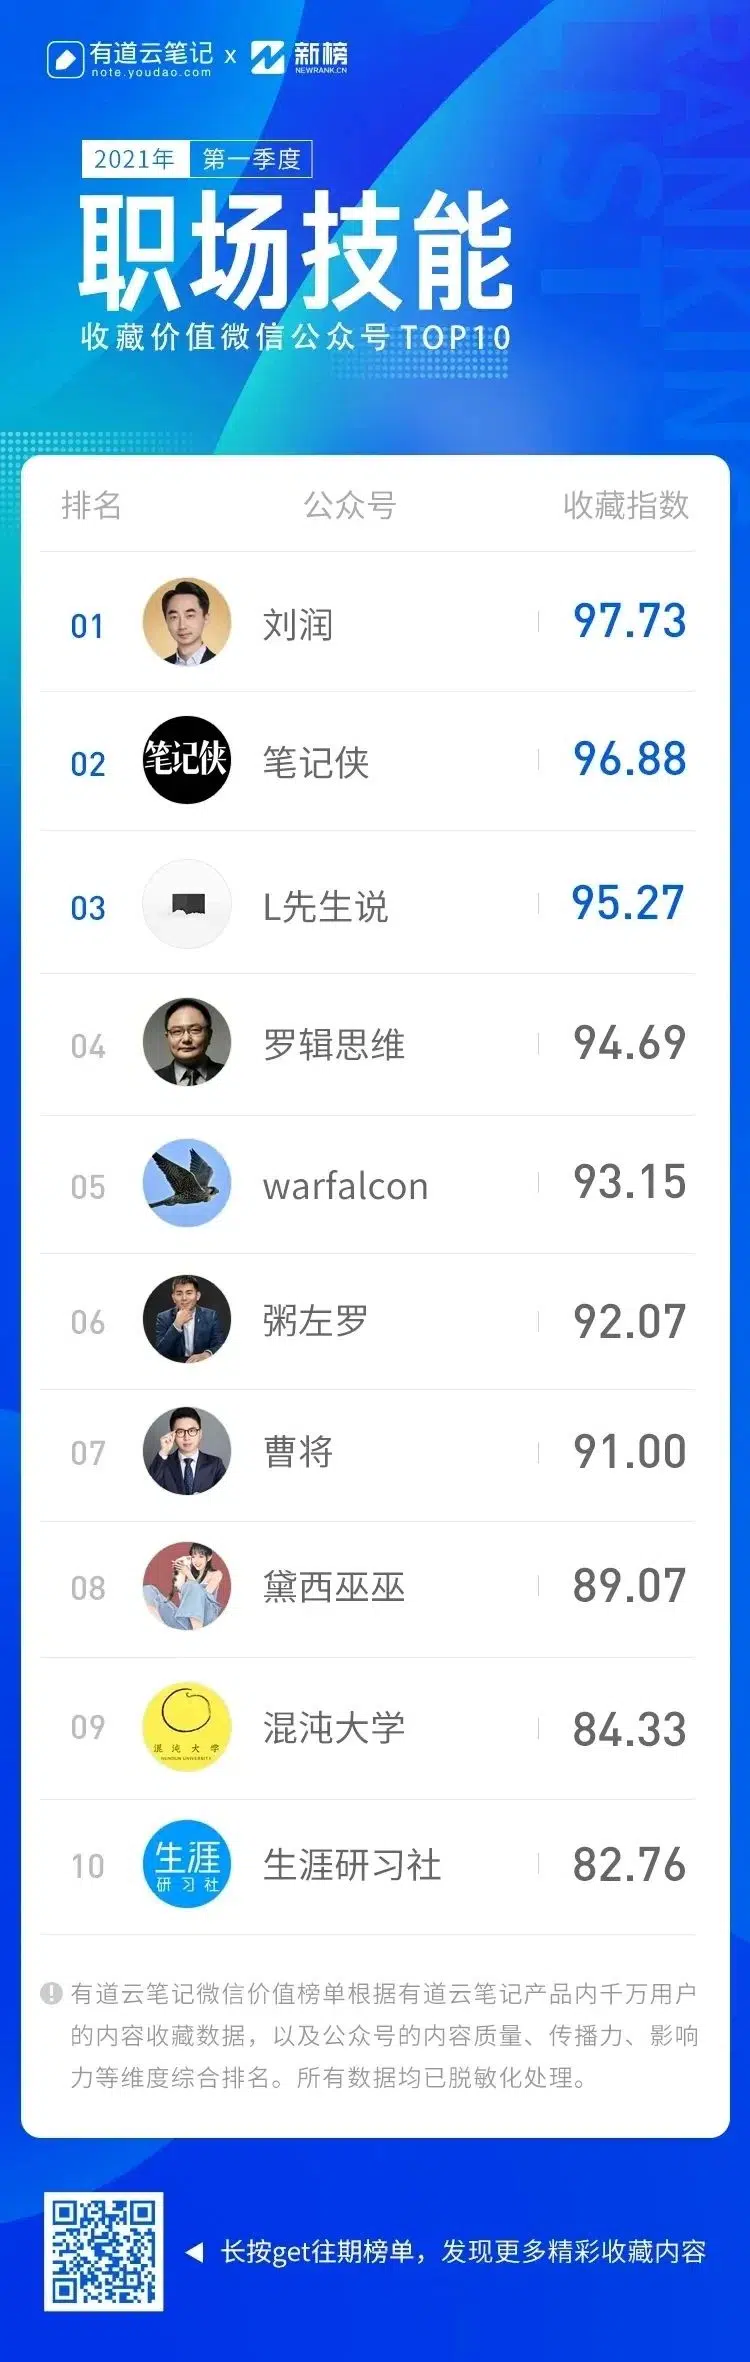 有道云笔记 x 新榜
note.youdao.com NEWRANK.CN
RANKIN
LIST
2021年 第一季度
职场技能
收藏价值微信公众号TOP10
排名 公众号 收藏指数
01 刘润 97.73
02 笔记侠 笔记侠 96.88
03 L先生说 95.27
04 罗辑思维 94.69
05 warfalcon 93.15
06 粥左罗 92.07
07 曹将 91.00
08 黛西巫巫 89.07
09 混沌大学 混沌大学 84.33
10 生涯研习社 生涯研习社 82.76
有道云笔记微信价值榜单根据有道云笔记产品内千万用户
的内容收藏数据，以及公众号的内容质量、传播力、影响
力等维度综合排名。所有数据均已脱敏化处理。
长按get往期榜单，发现更多精彩收藏内容